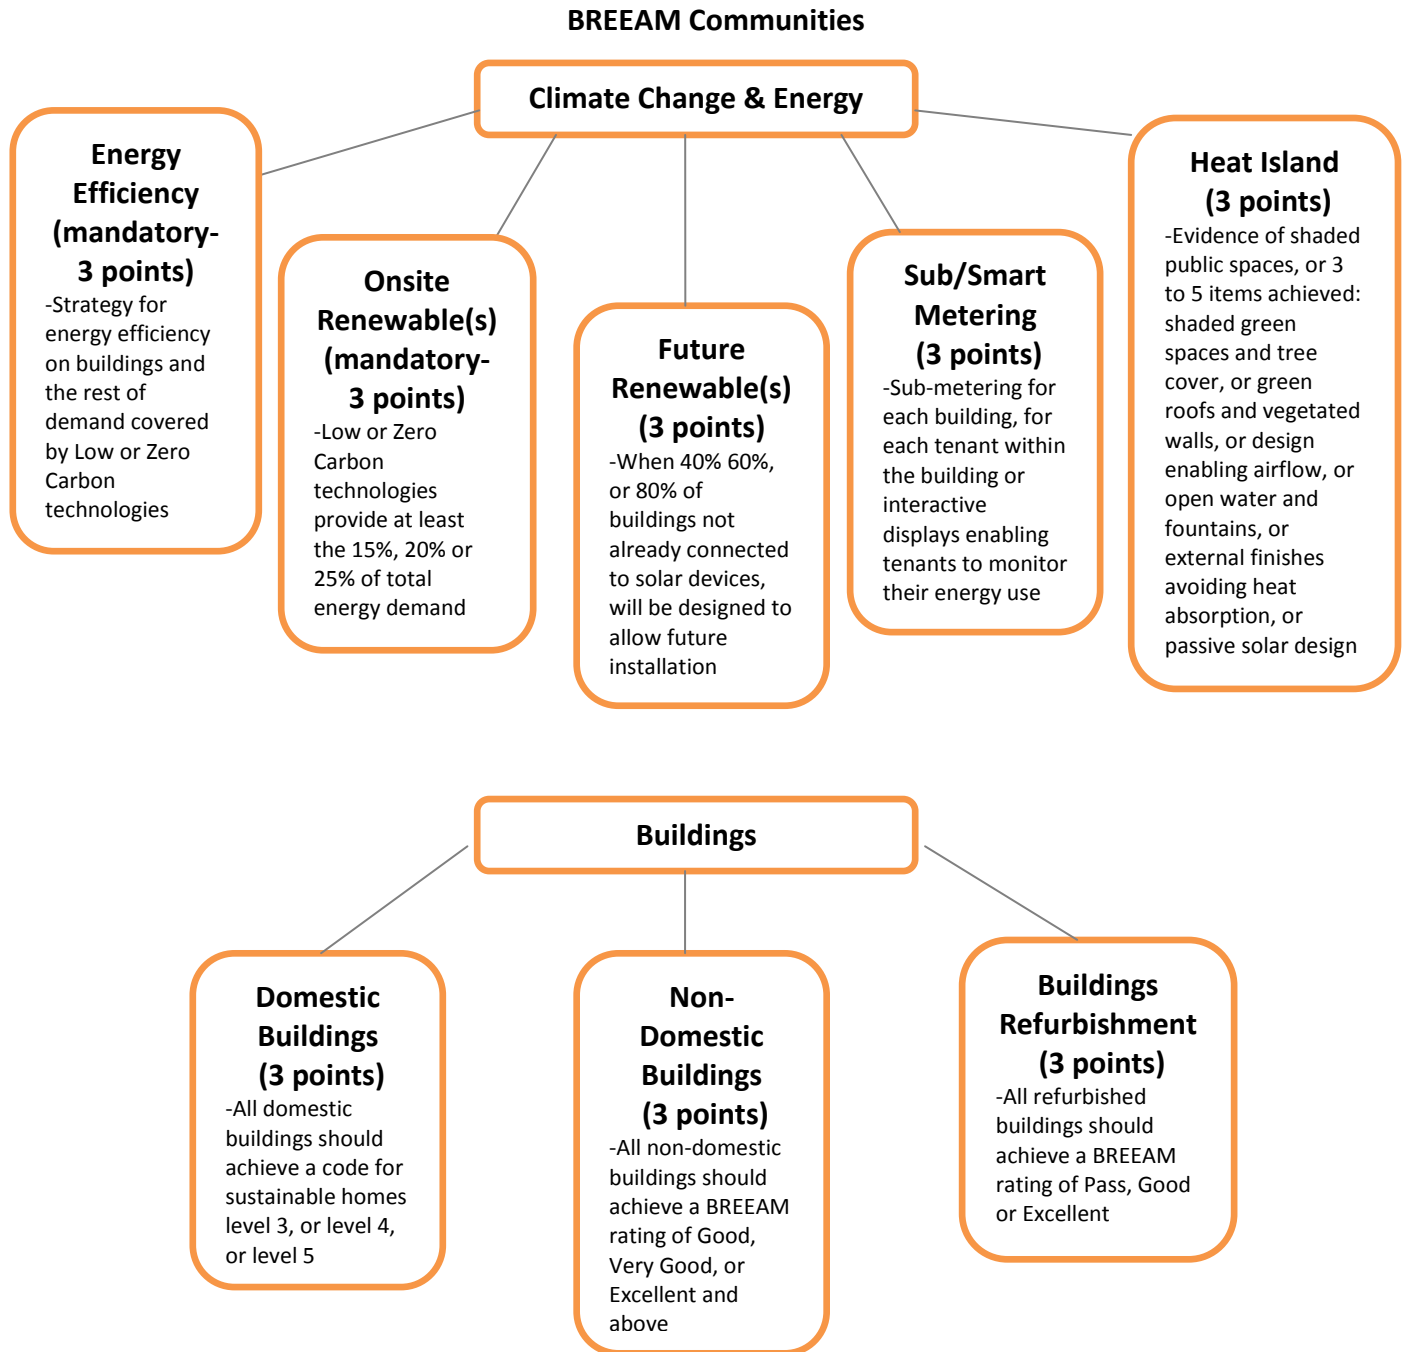 BREEAM Communities
Climate Change & Energy
Energy
Efficiency
(mandatory-
3 points)
-Strategy for
energy efficiency
on buildings and
the rest of
demand covered
by Low or Zero
Carbon
technologies
Onsite
Renewable(s)
(mandatory-
3 points)
-Low or Zero
Carbon
technologies
provide at least
the 15%, 20% or
25% of total
energy demand
Future
Renewable(s)
(3 points)
-When 40% 60%,
or 80% of
buildings not
already connected
to solar devices,
will be designed to
allow future
installation
Sub/Smart
Metering
(3 points)
-Sub-metering for
each building, for
each tenant within
the building or
interactive
displays enabling
tenants to monitor
their energy use
Heat Island
(3 points)
-Evidence of shaded
public spaces, or 3
to 5 items achieved:
shaded green
spaces and tree
cover, or green
roofs and vegetated
walls, or design
enabling airflow, or
open water and
fountains, or
external finishes
avoiding heat
absorption, or
passive solar design
Buildings
Domestic
Buildings
(3 points)
-All domestic
buildings should
achieve a code for
sustainable homes
level 3, or level 4,
or level 5
Non-
Domestic
Buildings
(3 points)
-All non-domestic
buildings should
achieve a BREEAM
rating of Good,
Very Good, or
Excellent and
above
Buildings
Refurbishment
(3 points)
-All refurbished
buildings should
achieve a BREEAM
rating of Pass, Good
or Excellent